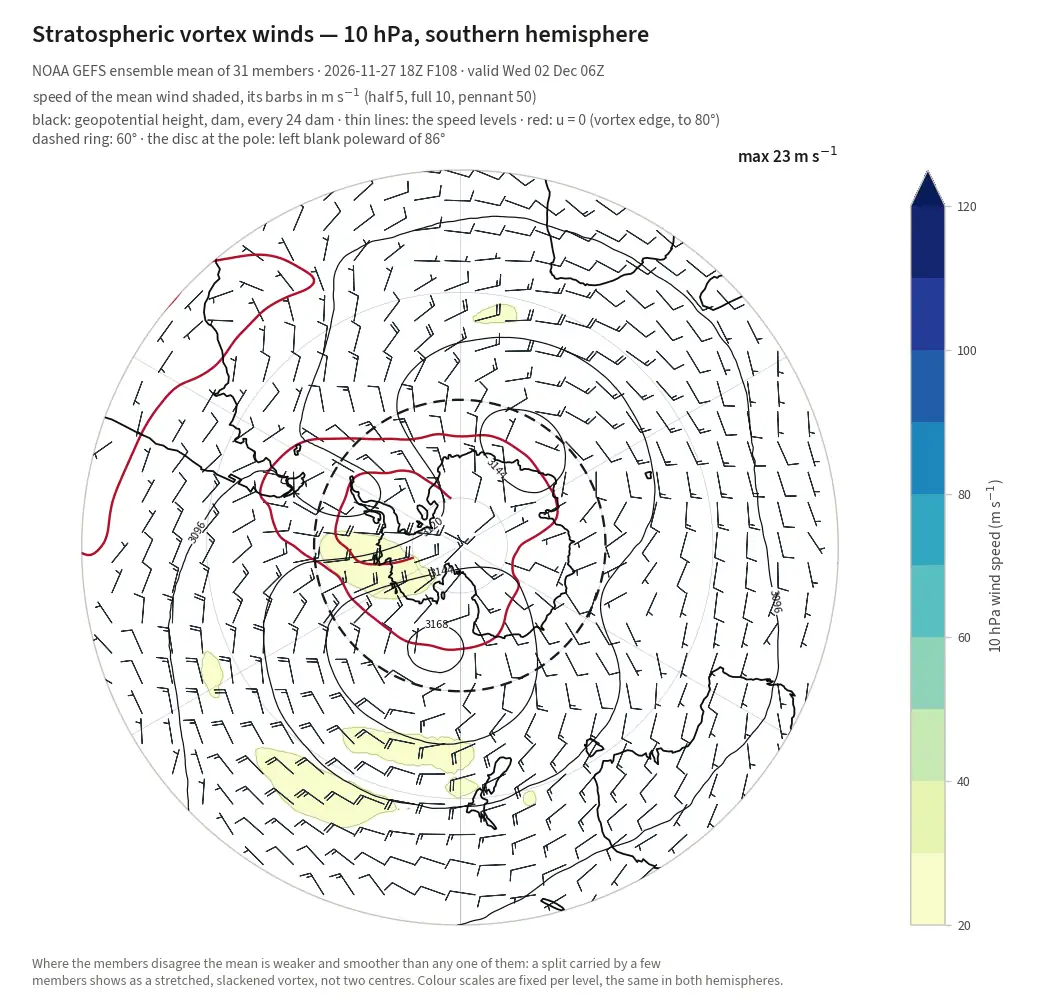 Stratospheric vortex winds — 10 hPa, southern hemisphere
NOAA GEFS ensemble mean of 31 members · 2026-11-27 18Z F108 · valid Wed 02 Dec 06Z
speed of the mean wind shaded, its barbs in m s−1 (half 5, full 10, pennant 50)
black: geopotential height, dam, every 24 dam · thin lines: the speed levels · red: u = 0 (vortex edge, to 80°)
dashed ring: 60° · the disc at the pole: left blank poleward of 86°
max 23 m s−1
120
100
80
60
40
20
10 hPa wind speed (m s−1)
3144
3096
3120
3144
3096
3168
Where the members disagree the mean is weaker and smoother than any one of them: a split carried by a few
members shows as a stretched, slackened vortex, not two centres. Colour scales are fixed per level, the same in both hemispheres.